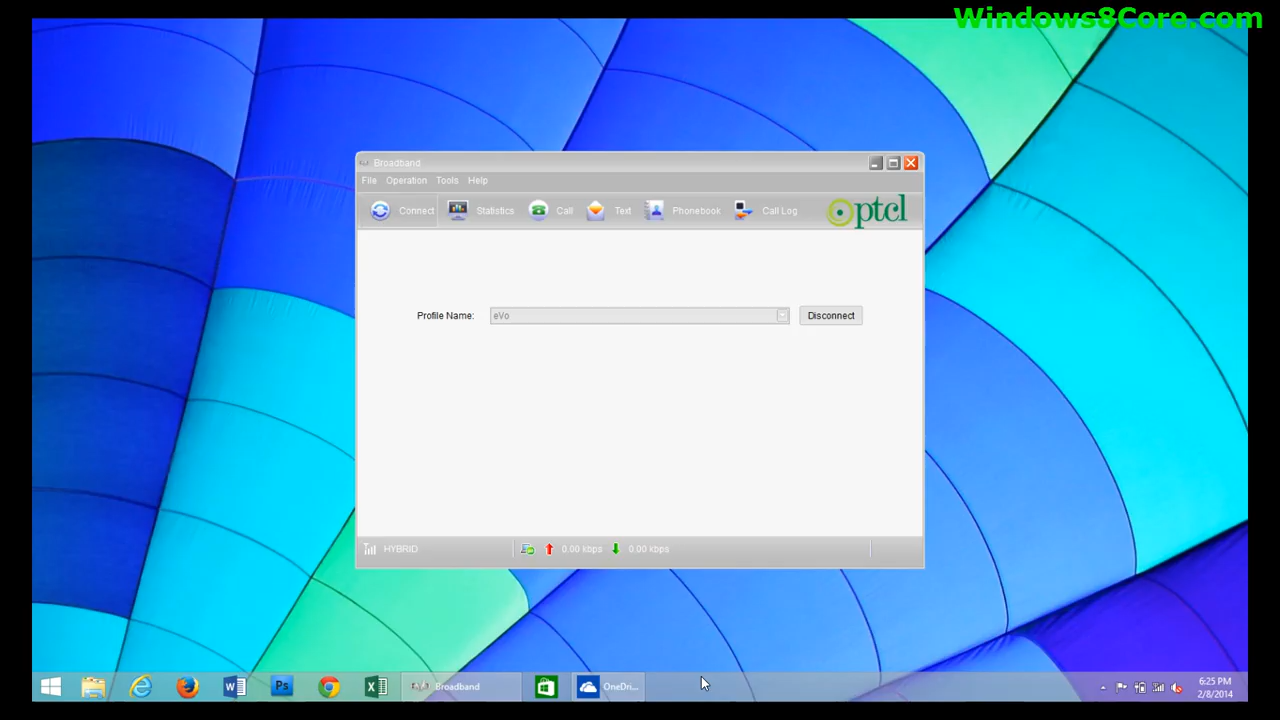 Windows8Core.com
Broadband
File Operation Tools Help
Connect Statistics Call Text Phonebook Call Log ptcl
Profile Name: eVo Disconnect
HYBRID 0.00 kbps 0.00 kbps
Ps Broadband OneDri...
6:25 PM
2/8/2014